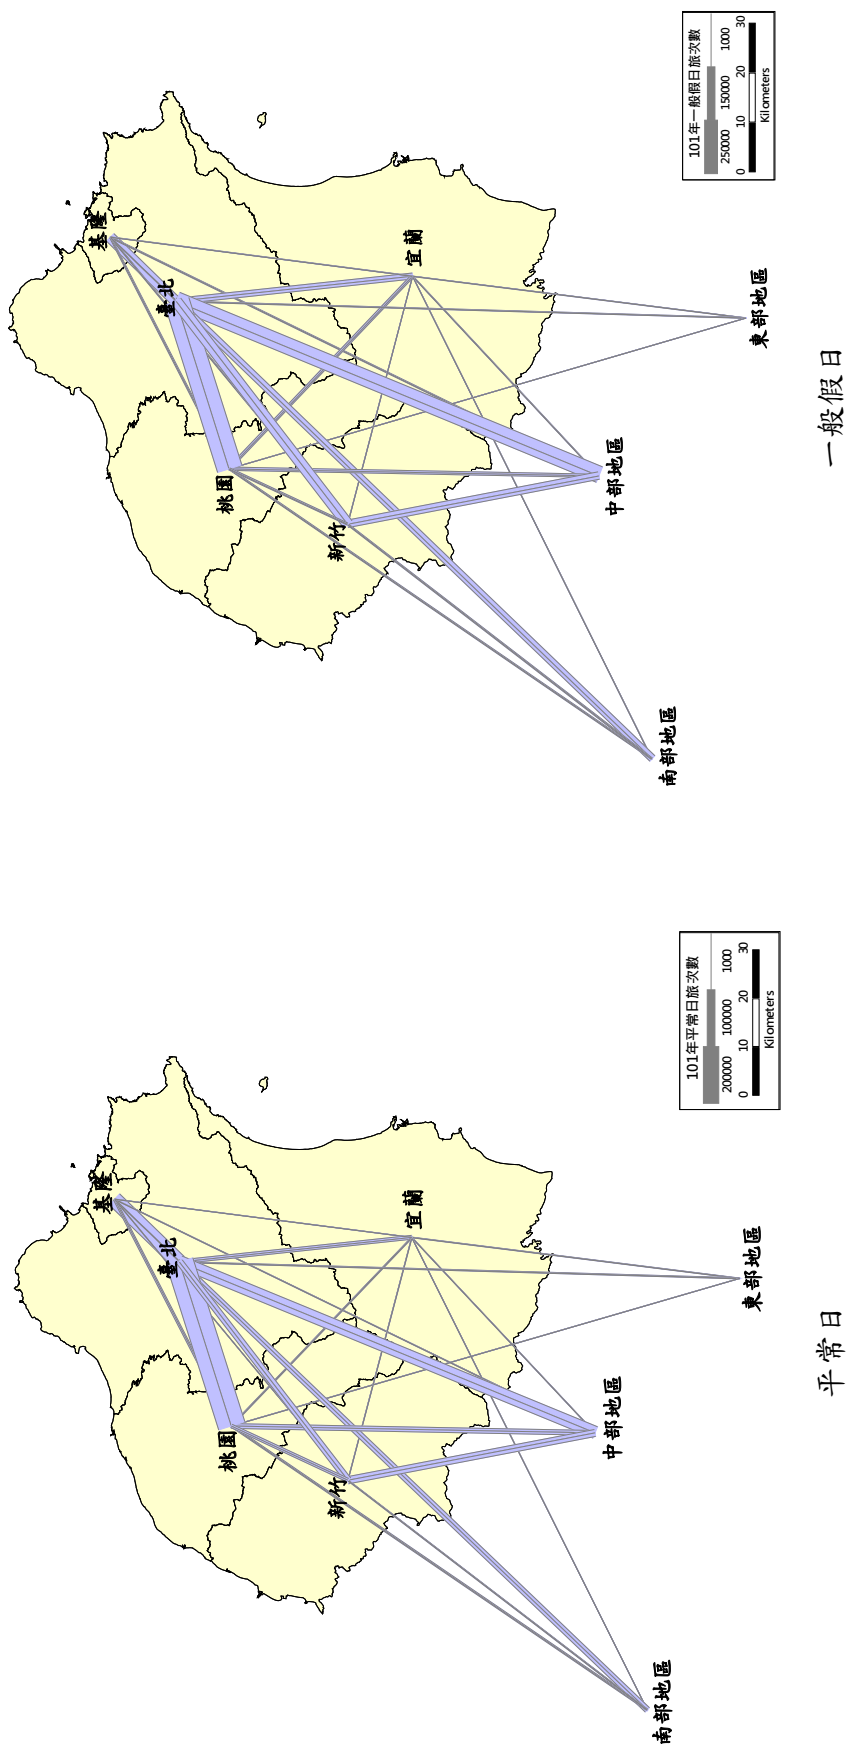 基隆
臺北
宜蘭
桃園
新竹
東部地區
中部地區
南部地區
101年平常日旅次數
200000 100000 1000
0 10 20 30
Kilometers
平常日
基隆
臺北
宜蘭
桃園
新竹
東部地區
中部地區
南部地區
101年一般假日旅次數
250000 150000 1000
0 10 20 30
Kilometers
一般假日